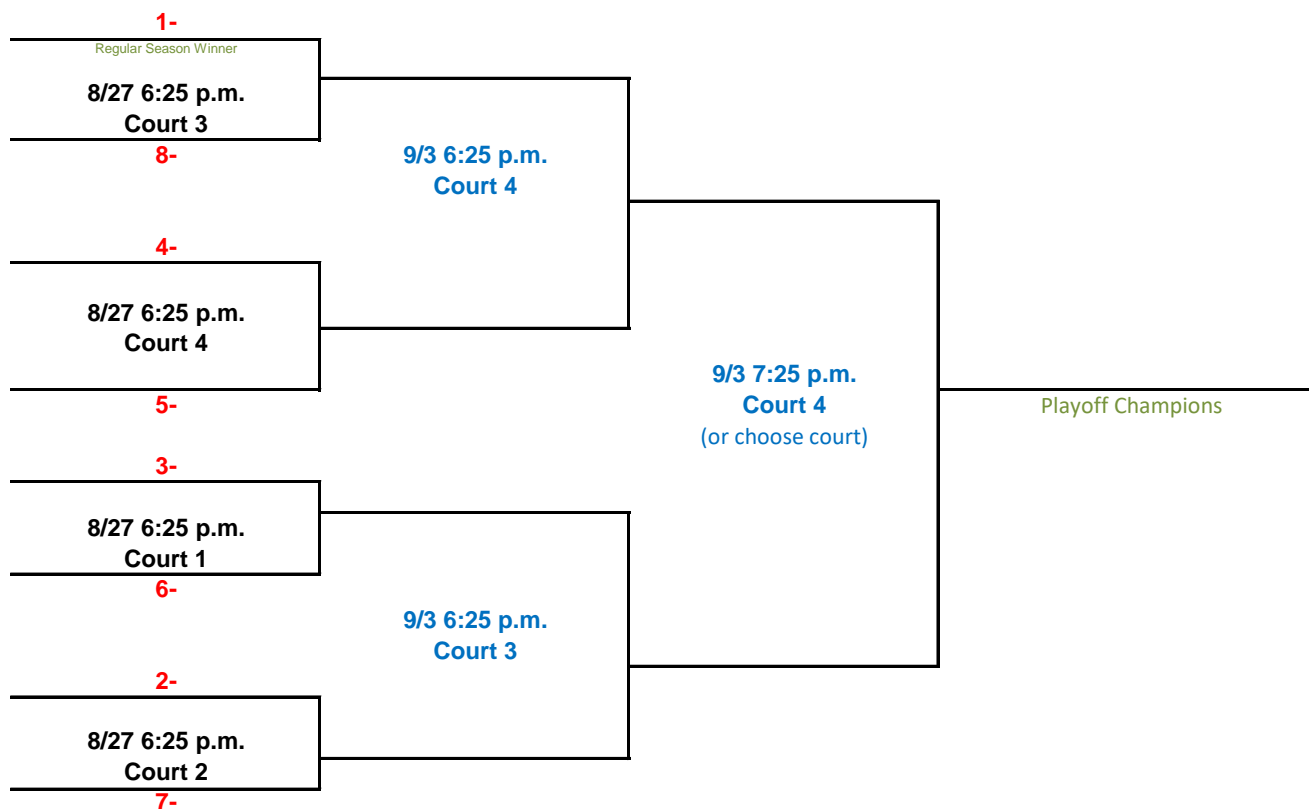 1-
Regular Season Winner
8/27 6:25 p.m.
Court 3
8-
9/3 6:25 p.m.
Court 4
4-
8/27 6:25 p.m.
Court 4
5-
9/3 7:25 p.m.
Court 4
(or choose court)
Playoff Champions
3-
8/27 6:25 p.m.
Court 1
6-
9/3 6:25 p.m.
Court 3
2-
8/27 6:25 p.m.
Court 2
7-